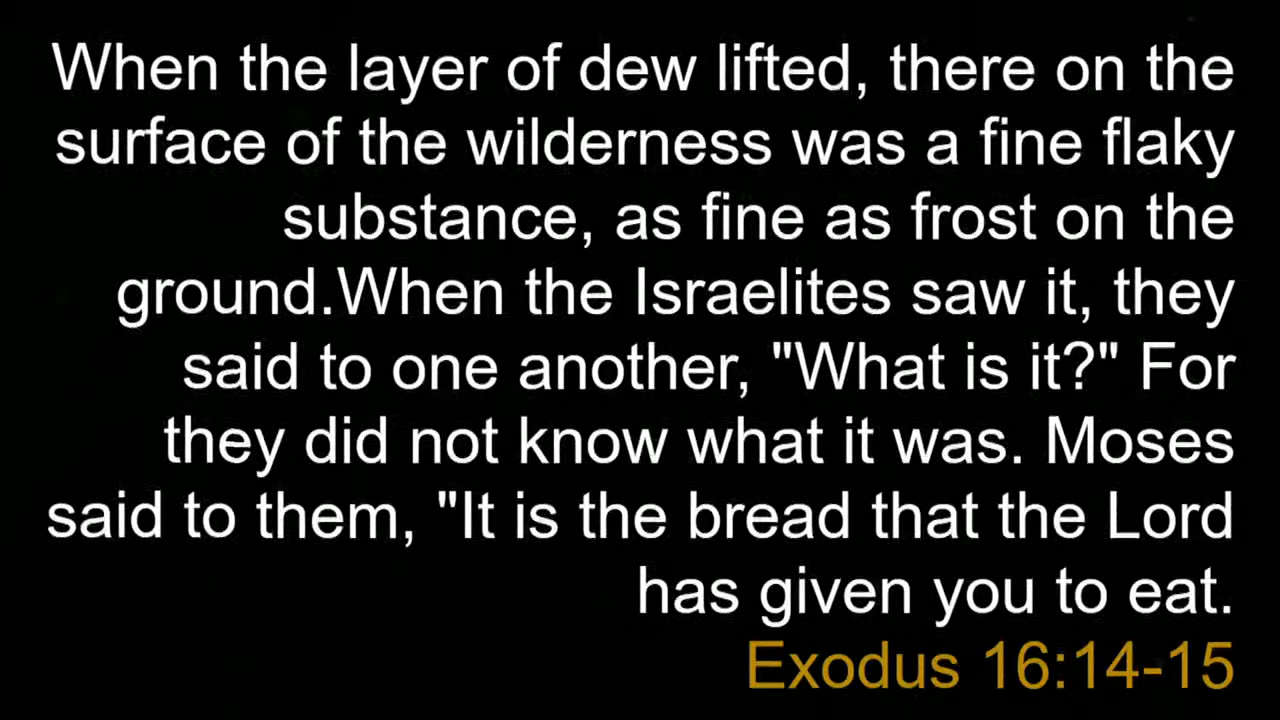 When the layer of dew lifted, there on the
surface of the wilderness was a fine flaky
substance, as fine as frost on the
ground.When the Israelites saw it, they
said to one another, "What is it?" For
they did not know what it was. Moses
said to them, "It is the bread that the Lord
has given you to eat.
Exodus 16:14-15